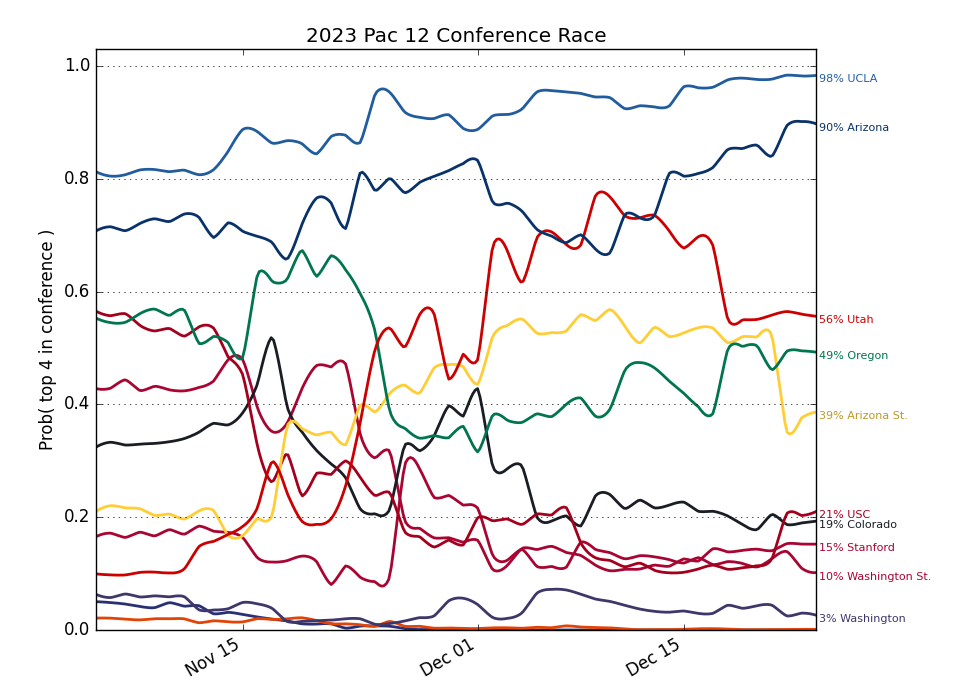 2023 Pac 12 Conference Race
1.0
0.8
0.6
0.4
0.2
0.0
Prob( top 4 in conference )
Nov 15
Dec 01
Dec 15
98% UCLA
90% Arizona
56% Utah
49% Oregon
39% Arizona St.
21% USC
19% Colorado
15% Stanford
10% Washington St.
3% Washington